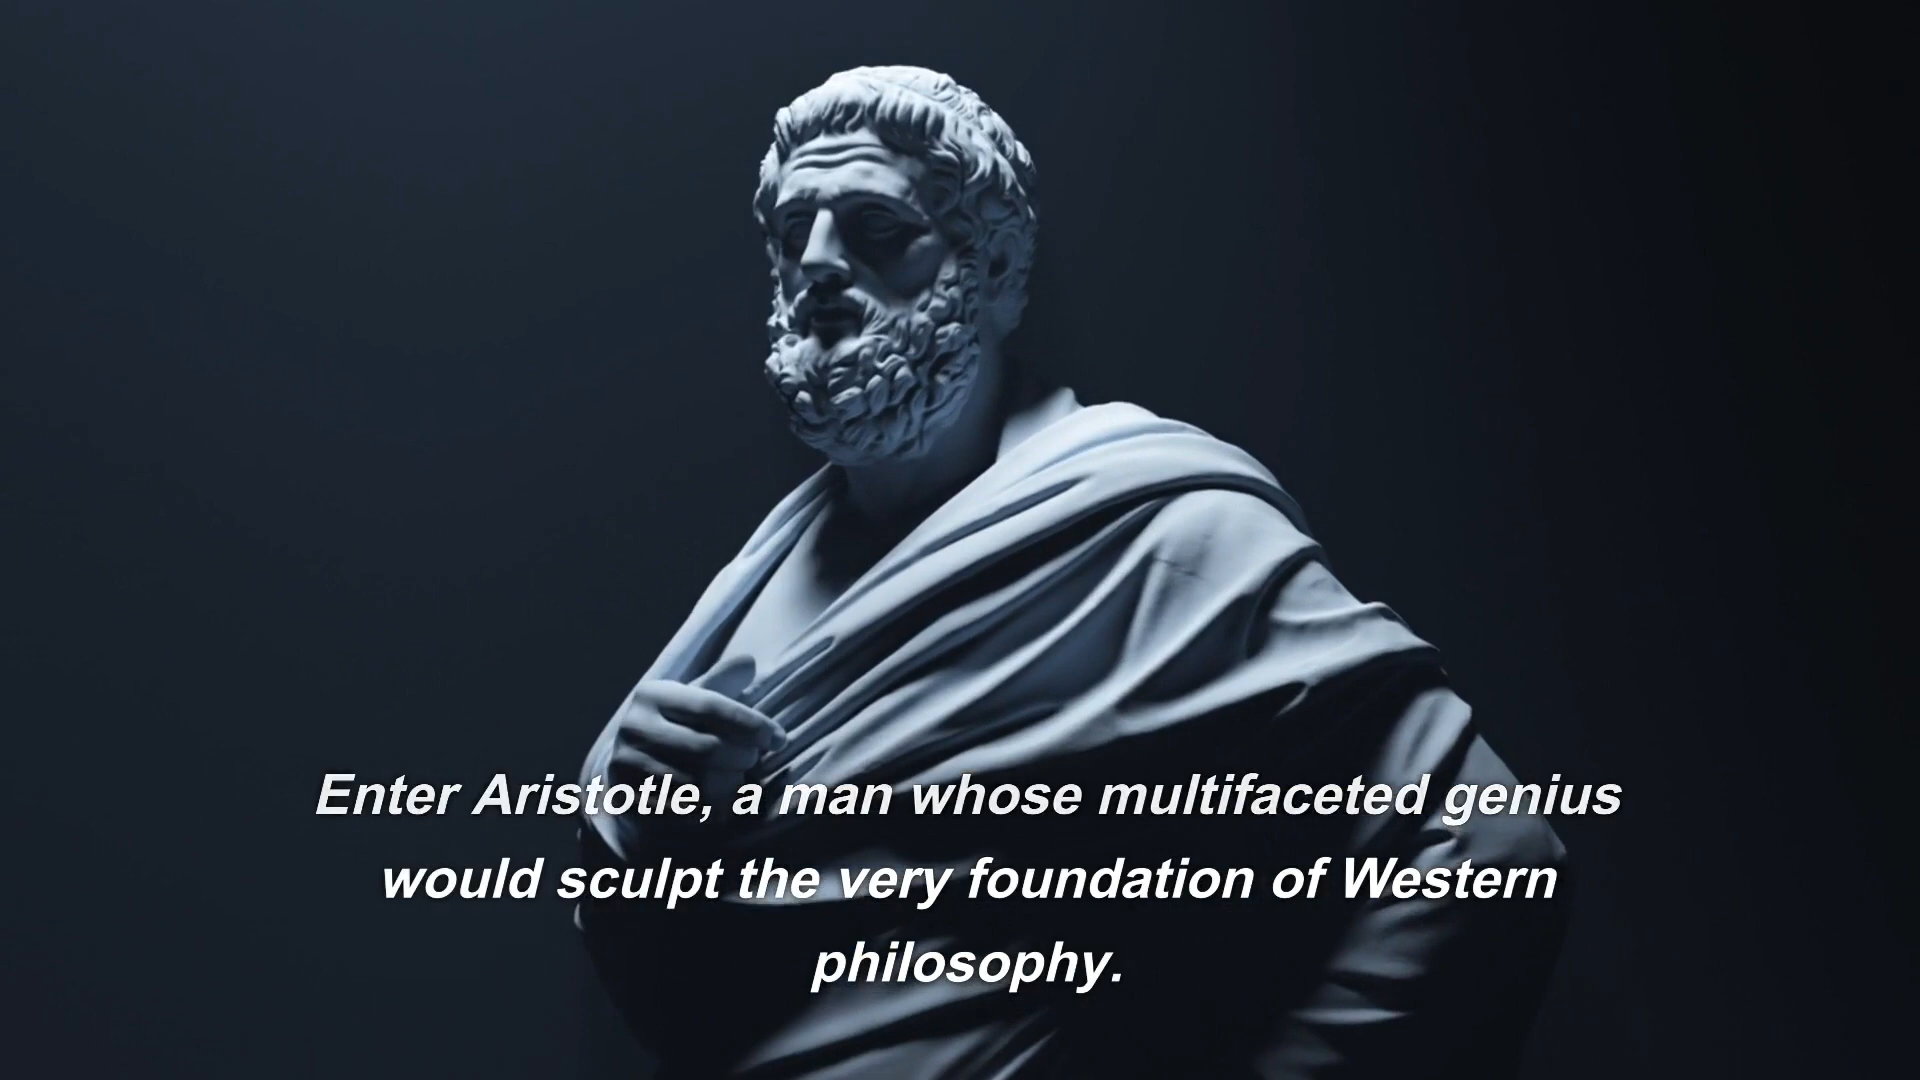 Enter Aristotle, a man whose multifaceted genius
would sculpt the very foundation of Western
philosophy.